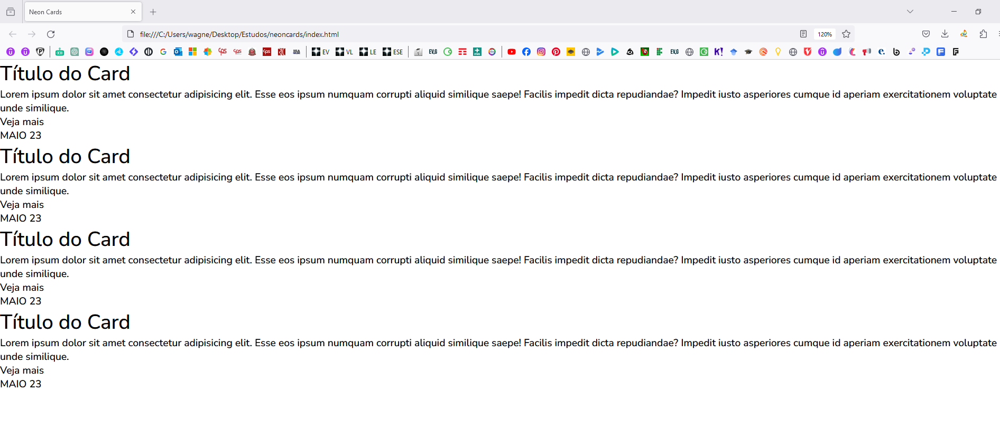 Neon Cards
file:///C:/Users/wagne/Desktop/Estudos/neoncards/index.html
120%
EV
VL
LE
ESE
EV.G
EV.G
K!
Título do Card
Lorem ipsum dolor sit amet consectetur adipisicing elit. Esse eos ipsum numquam corrupti aliquid similique saepe! Facilis impedit dicta repudiandae? Impedit iusto asperiores cumque id aperiam exercitationem voluptate
unde similique.
Veja mais
MAIO 23
Título do Card
Lorem ipsum dolor sit amet consectetur adipisicing elit. Esse eos ipsum numquam corrupti aliquid similique saepe! Facilis impedit dicta repudiandae? Impedit iusto asperiores cumque id aperiam exercitationem voluptate
unde similique.
Veja mais
MAIO 23
Título do Card
Lorem ipsum dolor sit amet consectetur adipisicing elit. Esse eos ipsum numquam corrupti aliquid similique saepe! Facilis impedit dicta repudiandae? Impedit iusto asperiores cumque id aperiam exercitationem voluptate
unde similique.
Veja mais
MAIO 23
Título do Card
Lorem ipsum dolor sit amet consectetur adipisicing elit. Esse eos ipsum numquam corrupti aliquid similique saepe! Facilis impedit dicta repudiandae? Impedit iusto asperiores cumque id aperiam exercitationem voluptate
unde similique.
Veja mais
MAIO 23